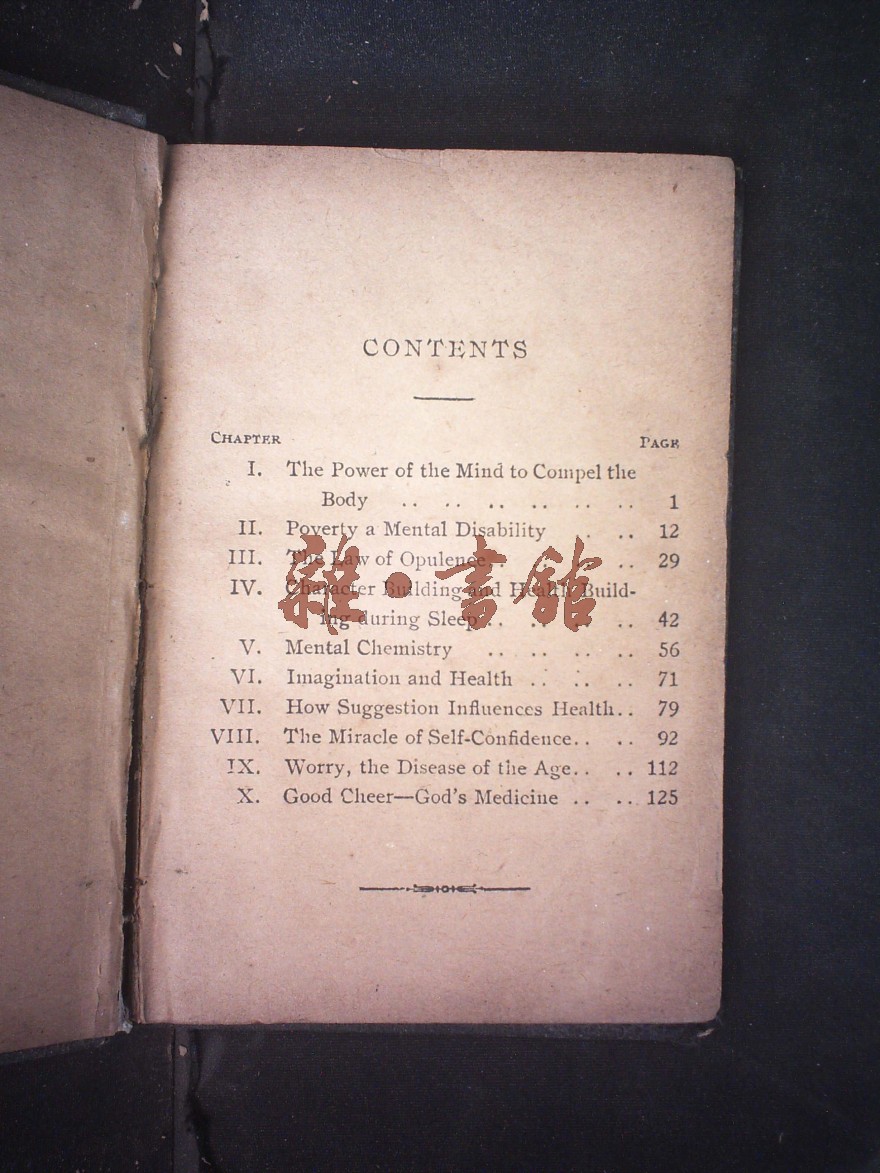 CONTENTS
CHAPTER PAGE
I. The Power of the Mind to Compel the
Body .. .. .. .. .. .. 1
II. Poverty a Mental Disability . .. 12
III. The Law of Opulence .. 29
IV. Character Building and Health Build-
ing during Sleep .. .. .. .. 42
V. Mental Chemistry .. .. .. .. 56
VI. Imagination and Health .. .. .. 71
VII. How Suggestion Influences Health.. 79
VIII. The Miracle of Self-Confidence.. .. 92
IX. Worry, the Disease of the Age.. .. 112
X. Good Cheer—God's Medicine .. .. 125
雜·書館